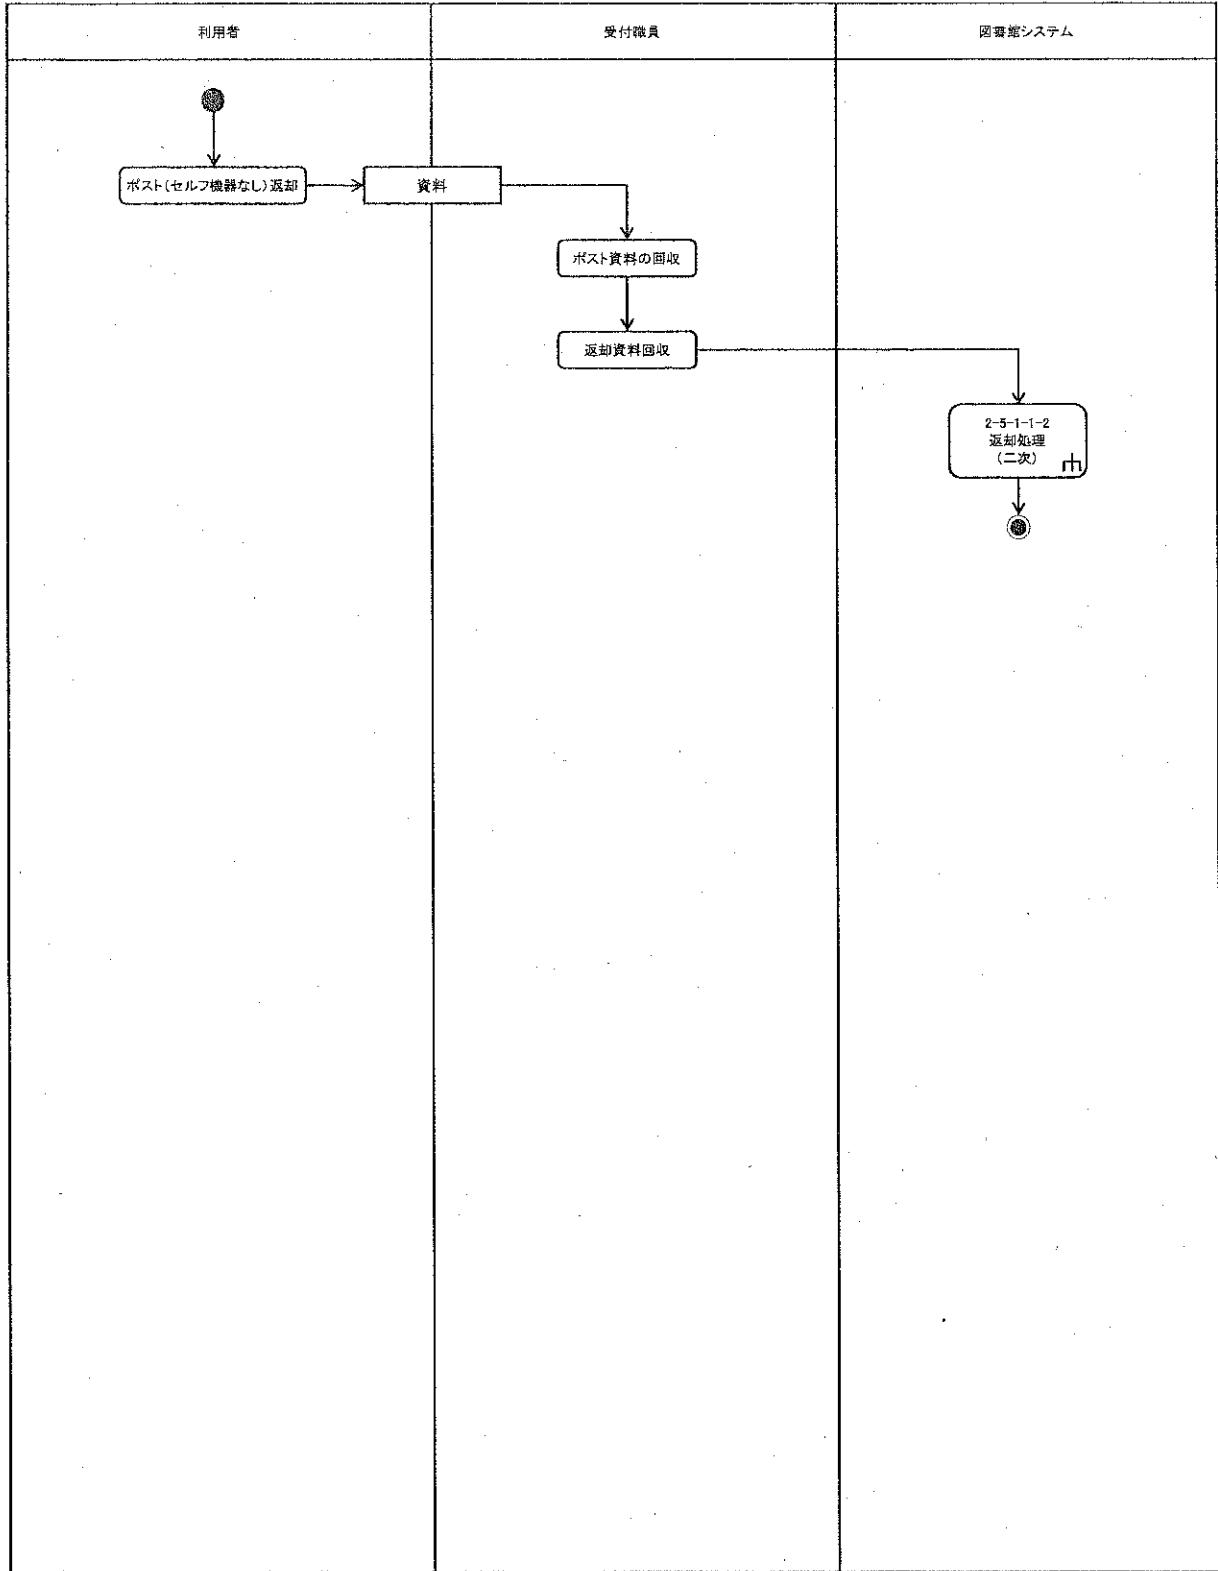 利用者
受付職員
図書館システム
ポスト(セルフ機器なし)返却
資料
ポスト資料の回収
返却資料回収
2-5-1-1-2
返却処理
(二次)